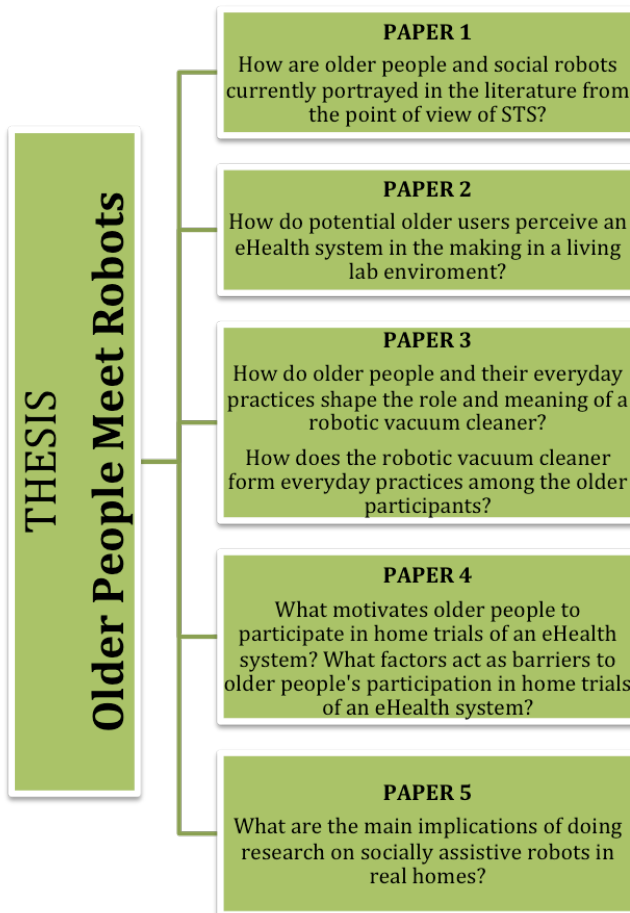 THESIS
Older People Meet Robots
PAPER 1
How are older people and social robots
currently portrayed in the literature from
the point of view of STS?
PAPER 2
How do potential older users perceive an
eHealth system in the making in a living
lab enviroment?
PAPER 3
How do older people and their everyday
practices shape the role and meaning of a
robotic vacuum cleaner?
How does the robotic vacuum cleaner
form everyday practices among the older
participants?
PAPER 4
What motivates older people to
participate in home trials of an eHealth
system? What factors act as barriers to
older people's participation in home trials
of an eHealth system?
PAPER 5
What are the main implications of doing
research on socially assistive robots in
real homes?